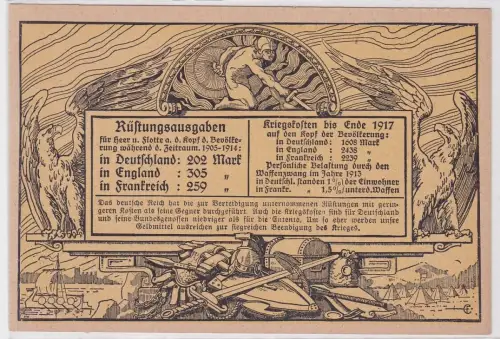 Rüstungsausgaben
für Heer u. Flotte a. d. Kopf d. Bevölke-
rung während d. Zeitraum. 1905-1914:
in Deutschland: 202 Mark
in England : 305 "
in Frankreich : 259 "
Kriegskosten bis Ende 1917
auf den Kopf der Bevölkerung:
in Deutschland: 1008 Mark
in England : 2438 "
in Frankreich : 2239 "
Persönliche Belastung durch den
Waffenzwang im Jahre 1913
in Deutschl. standen 1% der Einwohner
in Frankr. " 1,5% unter d. Waffen
Das deutsche Reich hat die zur Verteidigung unternommenen Rüstungen mit gerin-
geren Kosten als seine Gegner durchgeführt. Auch die Kriegskosten sind für Deutschland
und seine Bundesgenossen niedriger als für die Entente. Um so eher werden unsere
Geldmittel ausreichen zur siegreichen Beendigung des Krieges.